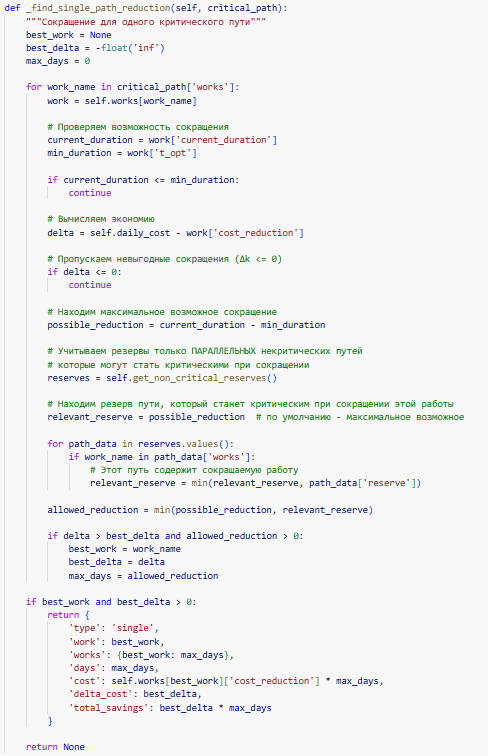 def _find_single_path_reduction(self, critical_path):
    """Сокращение для одного критического пути"""
    best_work = None
    best_delta = -float('inf')
    max_days = 0

    for work_name in critical_path['works']:
        work = self.works[work_name]

        # Проверяем возможность сокращения
        current_duration = work['current_duration']
        min_duration = work['t_opt']

        if current_duration <= min_duration:
            continue

        # Вычисляем экономию
        delta = self.daily_cost - work['cost_reduction']

        # Пропускаем невыгодные сокращения (Δk <= 0)
        if delta <= 0:
            continue

        # Находим максимальное возможное сокращение
        possible_reduction = current_duration - min_duration

        # Учитываем резервы только ПАРАЛЛЕЛЬНЫХ некритических путей
        # которые могут стать критическими при сокращении
        reserves = self.get_non_critical_reserves()

        # Находим резерв пути, который станет критическим при сокращении этой работы
        relevant_reserve = possible_reduction  # по умолчанию - максимальное возможное

        for path_data in reserves.values():
            if work_name in path_data['works']:
                # Этот путь содержит сокращаемую работу
                relevant_reserve = min(relevant_reserve, path_data['reserve'])

        allowed_reduction = min(possible_reduction, relevant_reserve)

        if delta > best_delta and allowed_reduction > 0:
            best_work = work_name
            best_delta = delta
            max_days = allowed_reduction

    if best_work and best_delta > 0:
        return {
            'type': 'single',
            'work': best_work,
            'works': {best_work: max_days},
            'days': max_days,
            'cost': self.works[best_work]['cost_reduction'] * max_days,
            'delta_cost': best_delta,
            'total_savings': best_delta * max_days
        }

    return None